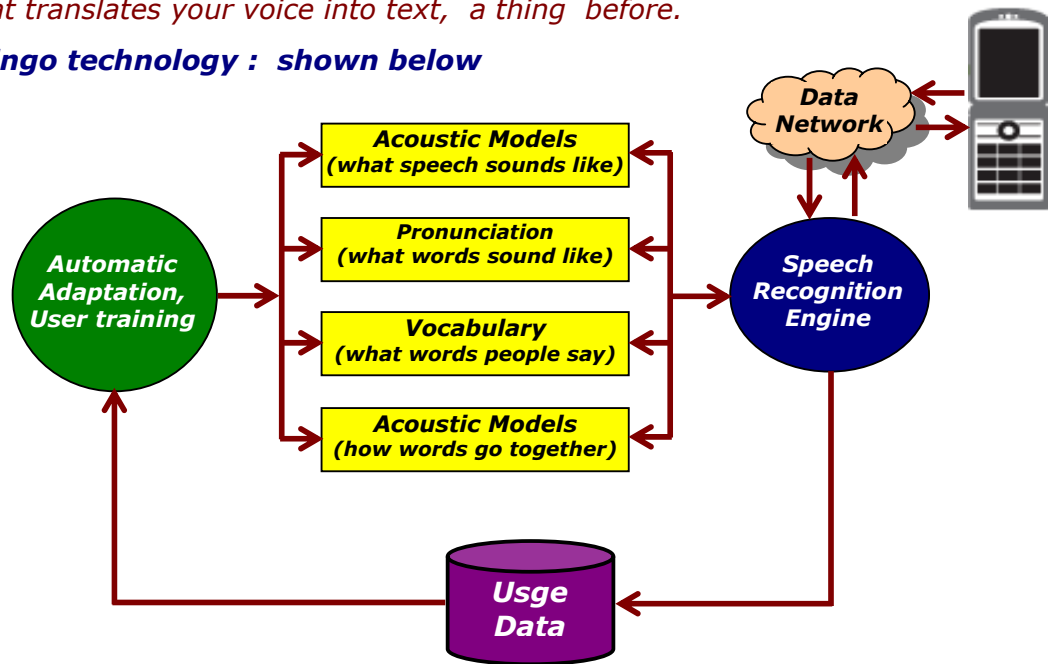 translates your voice into text, a thing before.
technology : shown below
Data
Network
Acoustic Models
(what speech sounds like)
Pronunciation
(what words sound like)
Automatic
Adaptation,
User training
Speech
Recognition
Engine
Vocabulary
(what words people say)
Acoustic Models
(how words go together)
Usge
Data